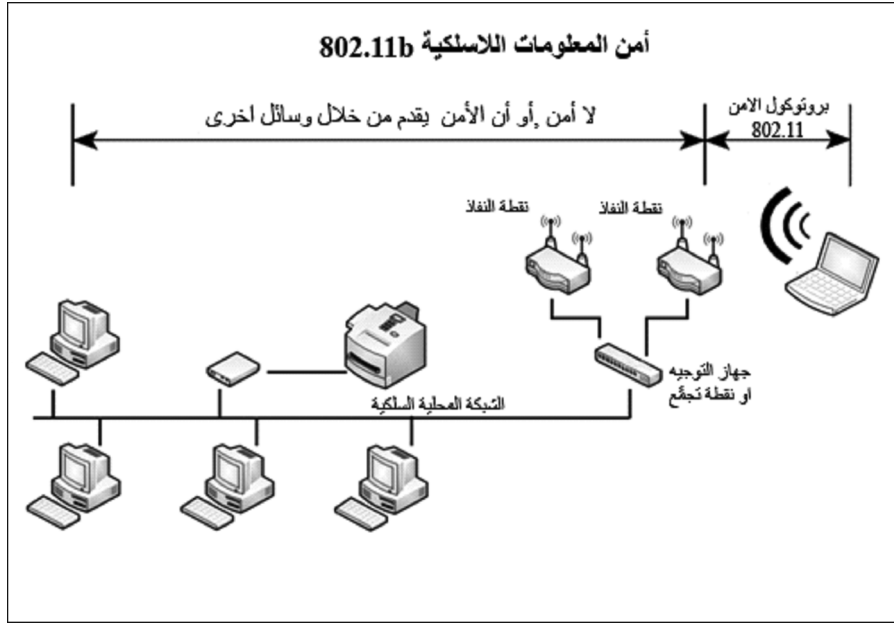 أمن المعلومات اللاسلكية 802.11b
بروتوكول الامن
802.11
لا أمن ,أو أن الأمن يقدم من خلال وسائل اخرى
نقطة النفاذ
نقطة النفاذ
جهاز التوجيه
او نقطة تجمّع
الشبكة المحلية السلكية